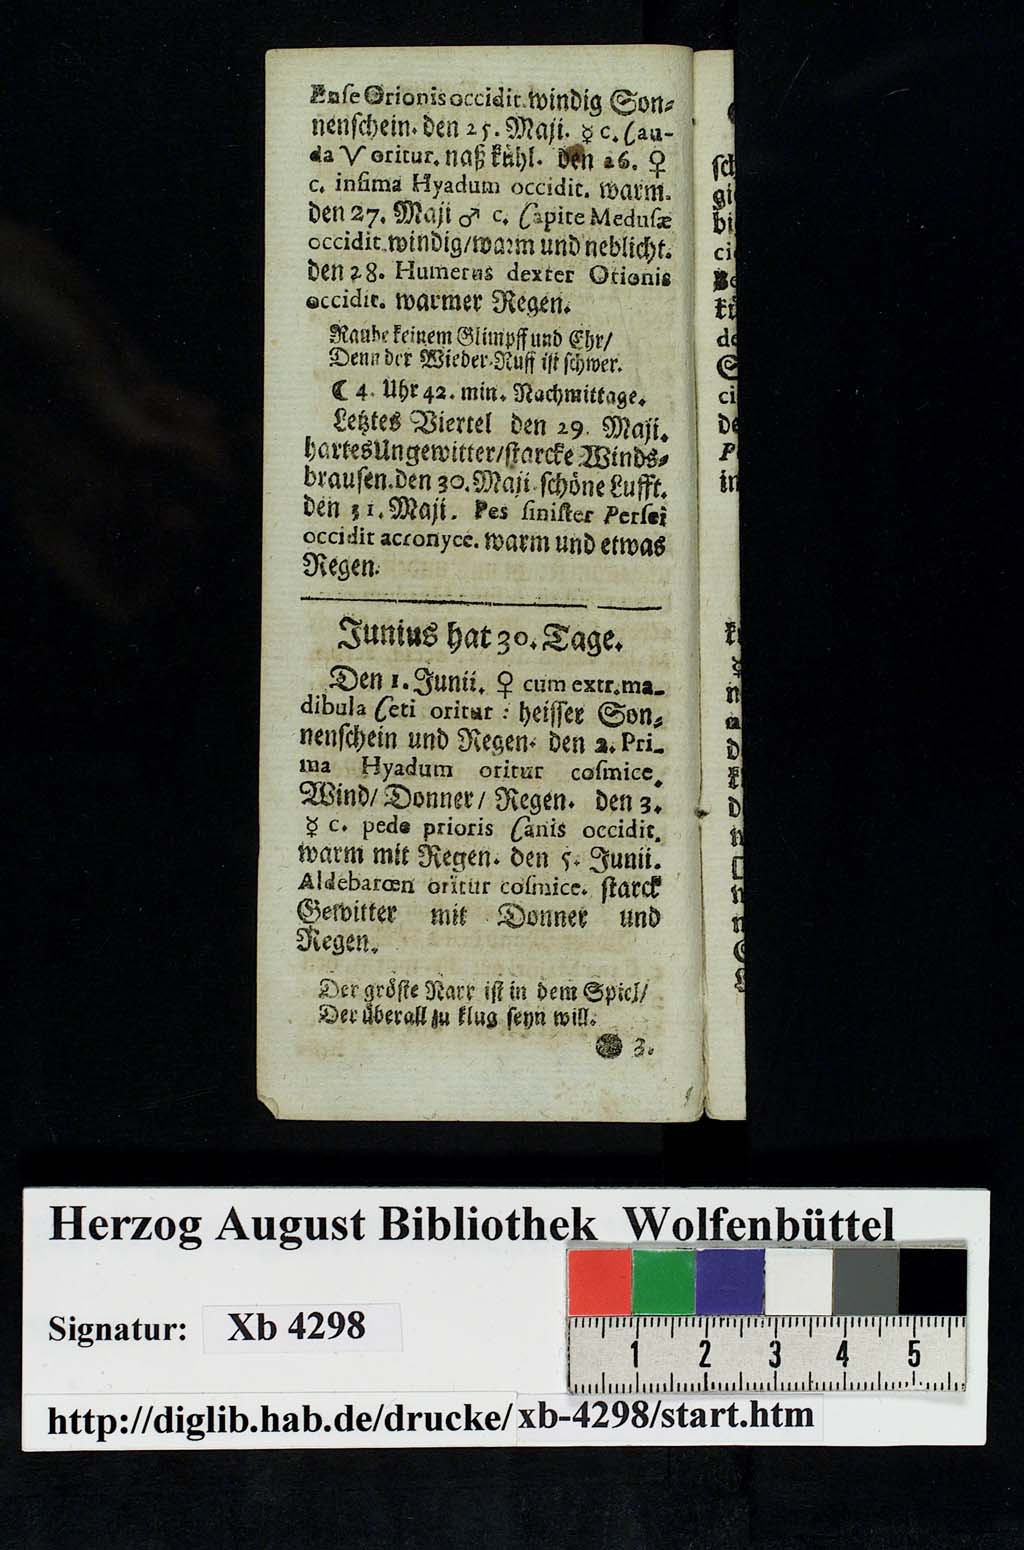 Ense Orionis occidit. windig Son⸗
nenschein. den 25. Maji. ☿ c. Cau-
da V oritur. naß kühl. den 26. ♀
c. infima Hyadum occidit. warm.
den 27. Maji ♂ c. Capite Medusæ
occidit. windig/warm und neblicht.
den 28. Humerus dexter Otionis
occidit. warmer Regen.
Raube keinem Glimpff und Ehr/
Denn der Wieder-Ruff ist schwer.
☾ 4. Uhr 42. min. Nachmittage.
Letztes Viertel den 29. Maji.
hartes Ungewitter/starcke Winds⸗
brausen. den 30. Maji schöne Lufft.
den 31. Maji. Pes sinister Persei
occidit acronyce. warm und etwas
Regen.
Junius hat 30. Tage.
Den 1. Junii. ♀ cum extr. ma-
dibula Ceti oritur : heisser Son⸗
nenschein und Regen. den 2. Pri-
ma Hyadum oritur cosmice.
Wind/ Donner/ Regen. den 3.
☿ c. pede prioris Canis occidit.
warm mit Regen. den 5. Junii.
Aldebaræn oritur cosmice. starck
Gewitter mit Donner und
Regen.
Der gröste Narr ist in dem Spiel/
Der überall zu klug seyn will.
● 3.
Herzog August Bibliothek Wolfenbüttel
Signatur: Xb 4298
1 2 3 4 5
http://diglib.hab.de/drucke/xb-4298/start.htm